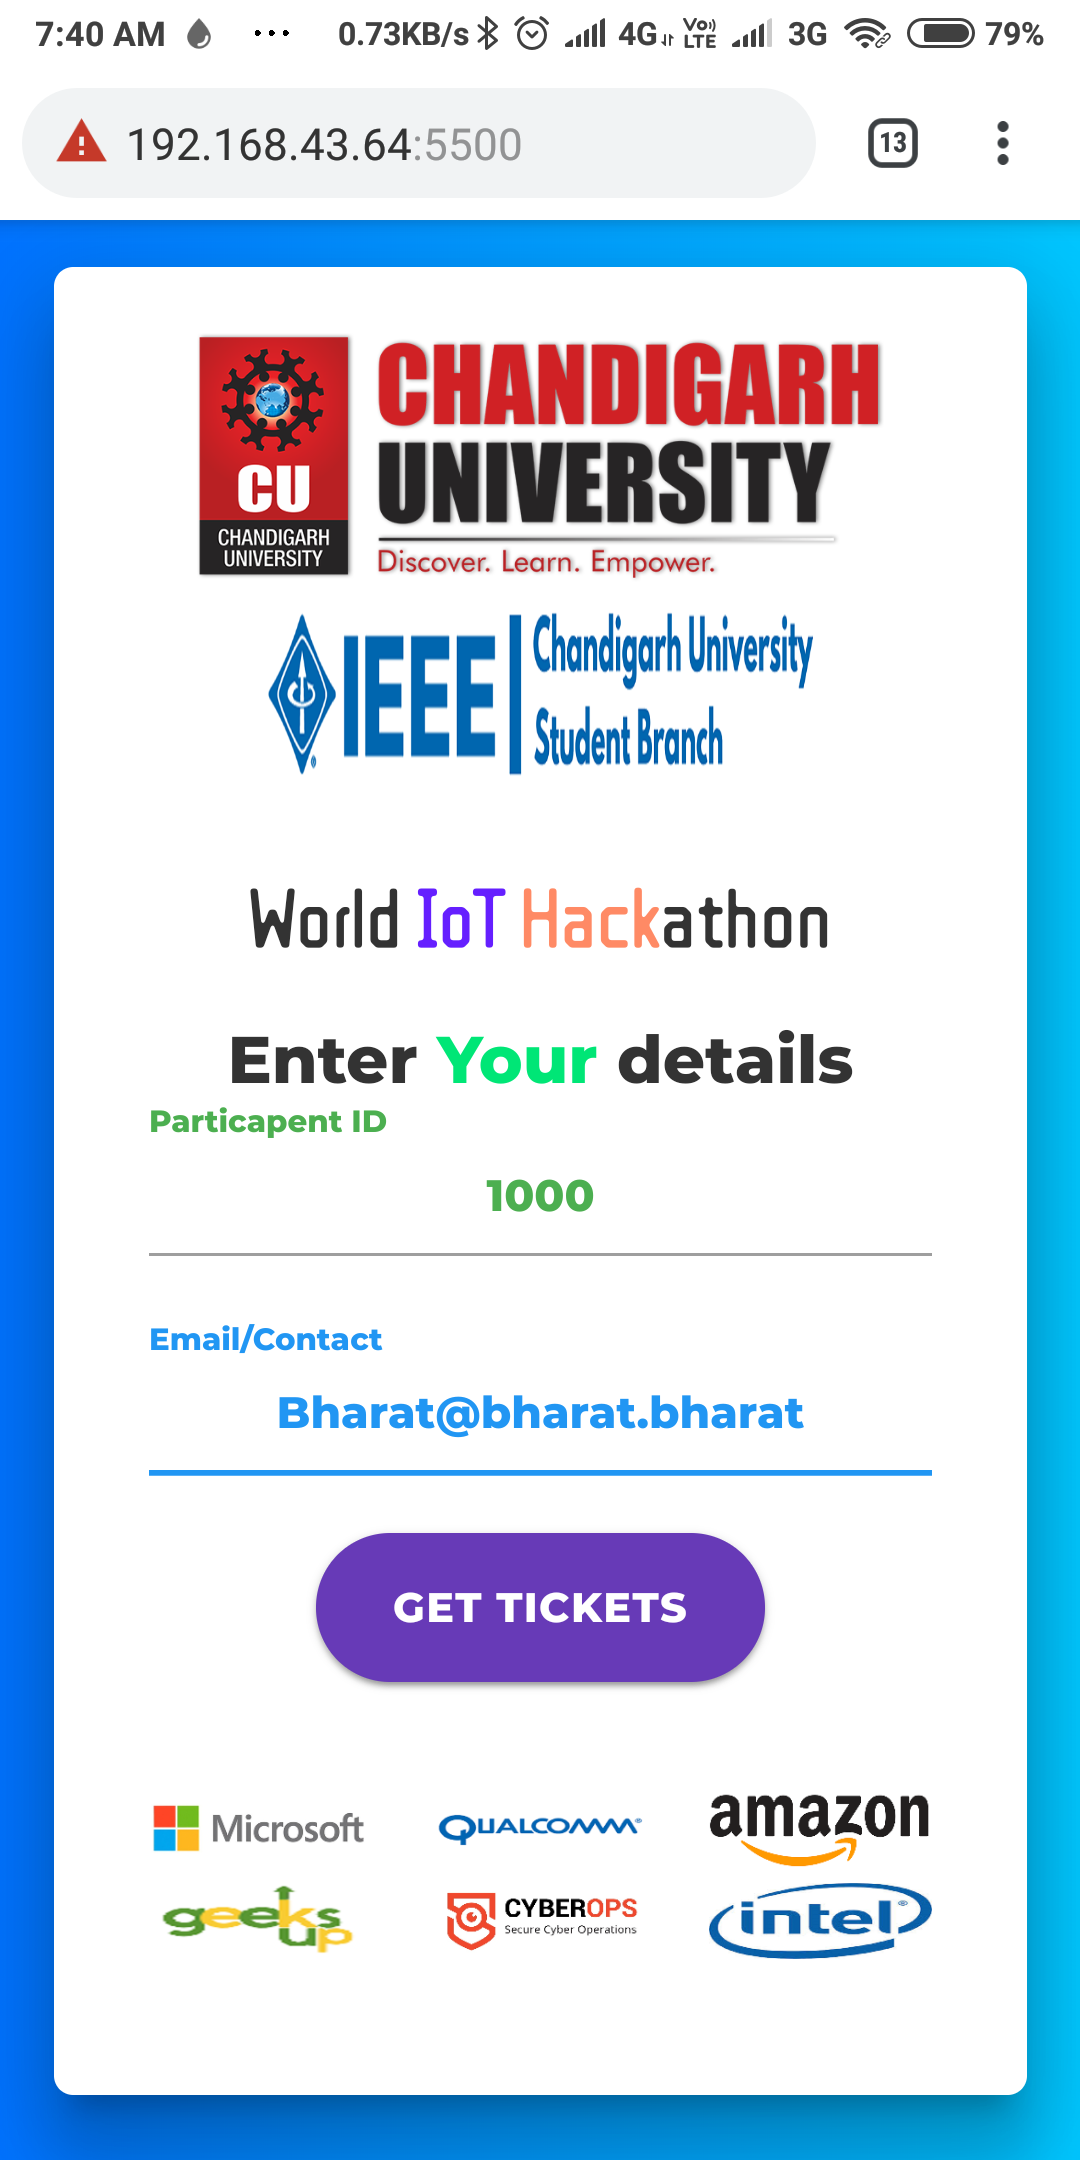 7:40 AM ... 0.73KB/s 4G Vo)) LTE 3G 79%
192.168.43.64:5500 13
CHANDIGARH
UNIVERSITY
Discover. Learn. Empower.
CU
CHANDIGARH
UNIVERSITY
IEEE Chandigarh University
Student Branch
World IoT Hackathon
Enter Your details
Particapent ID
1000
Email/Contact
Bharat@bharat.bharat
GET TICKETS
Microsoft QUALCOMM® amazon
geeks up CYBEROPS intel®
Secure Cyber Operations